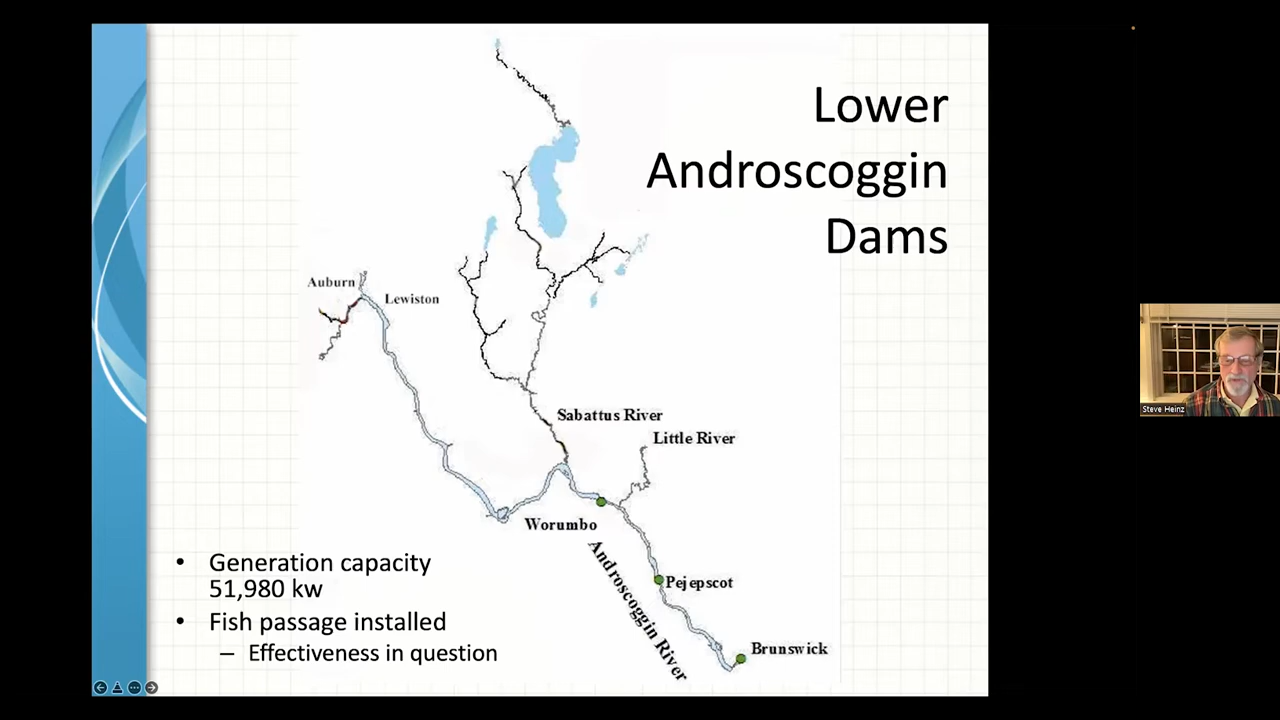 Lower
Androscoggin
Dams
Auburn
Lewiston
Sabattus River
Little River
Worumbo
Androscoggin River
Pejepscot
Brunswick
• Generation capacity
51,980 kw
• Fish passage installed
– Effectiveness in question
Steve Heinz